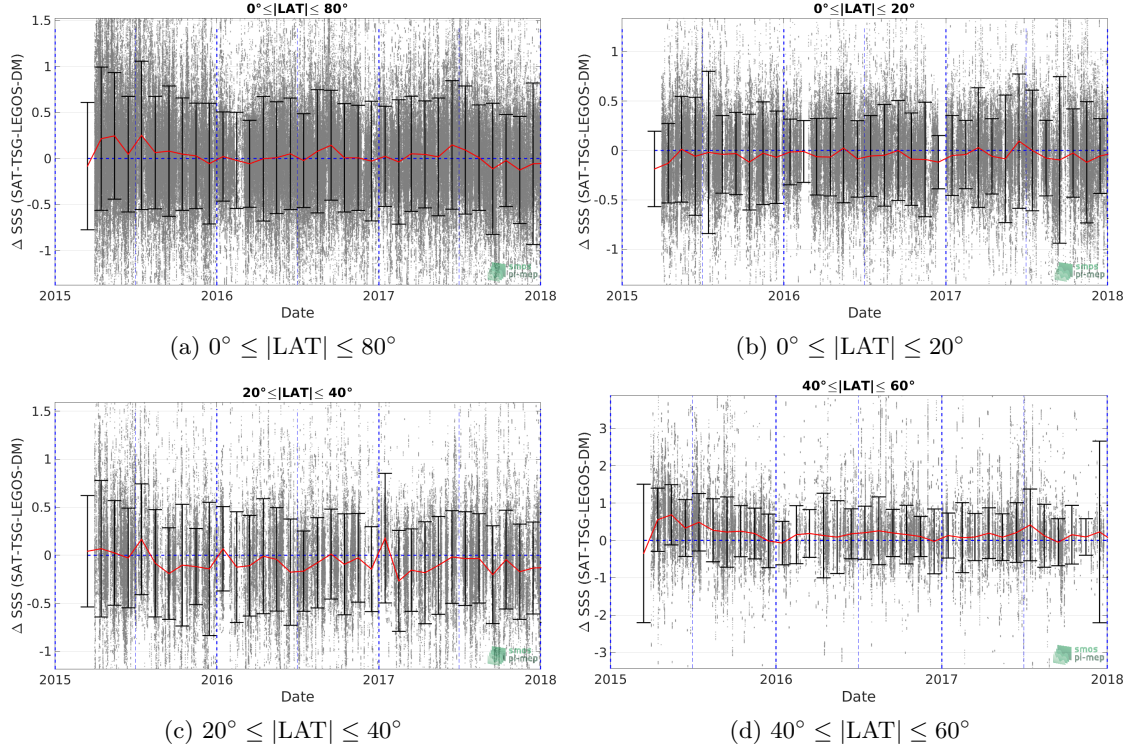 0°≤|LAT|≤ 80°
Δ SSS (SAT-TSG-LEGOS-DM)
1.5
1
0.5
0
-0.5
-1
2015
2016
2017
2018
Date
smos
pi-mep
(a) 0° ≤ |LAT| ≤ 80°
0°≤|LAT|≤ 20°
Δ SSS (SAT-TSG-LEGOS-DM)
1
0.5
0
-0.5
-1
2015
2016
2017
2018
Date
smos
pi-mep
(b) 0° ≤ |LAT| ≤ 20°
20°≤|LAT|≤ 40°
Δ SSS (SAT-TSG-LEGOS-DM)
1.5
1
0.5
0
-0.5
-1
2015
2016
2017
2018
Date
smos
pi-mep
(c) 20° ≤ |LAT| ≤ 40°
40°≤|LAT|≤ 60°
Δ SSS (SAT-TSG-LEGOS-DM)
3
2
1
0
-1
-2
-3
2015
2016
2017
2018
Date
smos
pi-mep
(d) 40° ≤ |LAT| ≤ 60°